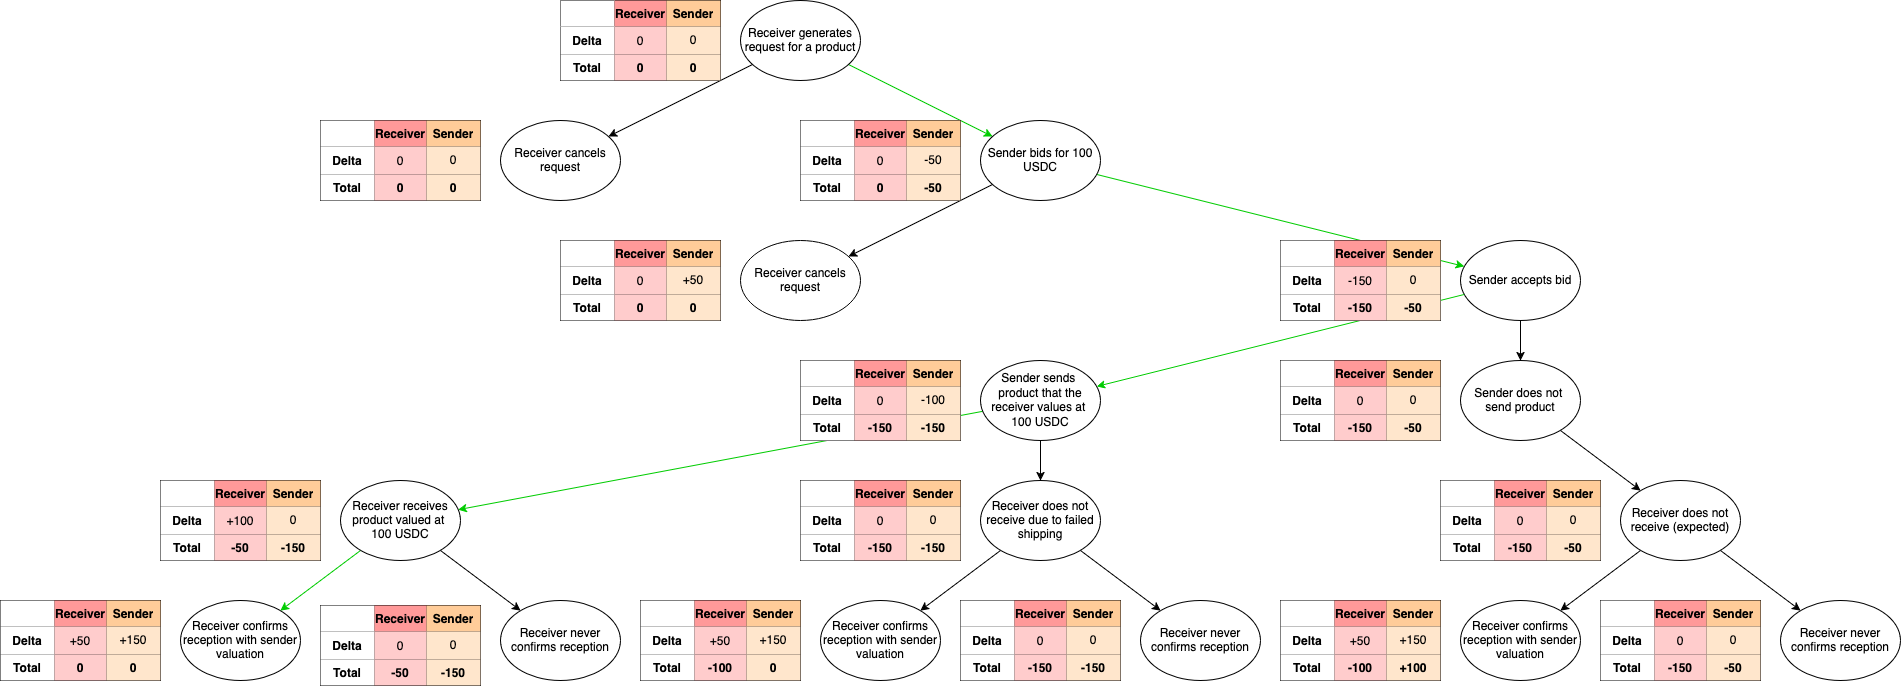 Receiver Sender
Delta 0 0
Total 0 0
Receiver generates
request for a product
Receiver Sender
Delta 0 0
Total 0 0
Receiver cancels
request
Receiver Sender
Delta 0 -50
Total 0 -50
Sender bids for 100
USDC
Receiver Sender
Delta 0 +50
Total 0 0
Receiver cancels
request
Receiver Sender
Delta -150 0
Total -150 -50
Sender accepts bid
Receiver Sender
Delta 0 -100
Total -150 -150
Sender sends
product that the
receiver values at
100 USDC
Receiver Sender
Delta 0 0
Total -150 -50
Sender does not
send product
Receiver Sender
Delta +100 0
Total -50 -150
Receiver receives
product valued at
100 USDC
Receiver Sender
Delta 0 0
Total -150 -150
Receiver does not
receive due to failed
shipping
Receiver Sender
Delta 0 0
Total -150 -50
Receiver does not
receive (expected)
Receiver Sender
Delta +50 +150
Total 0 0
Receiver confirms
reception with sender
valuation
Receiver Sender
Delta 0 0
Total -50 -150
Receiver never
confirms reception
Receiver Sender
Delta +50 +150
Total -100 0
Receiver confirms
reception with sender
valuation
Receiver Sender
Delta 0 0
Total -150 -150
Receiver never
confirms reception
Receiver Sender
Delta +50 +150
Total -100 +100
Receiver confirms
reception with sender
valuation
Receiver Sender
Delta 0 0
Total -150 -50
Receiver never
confirms reception